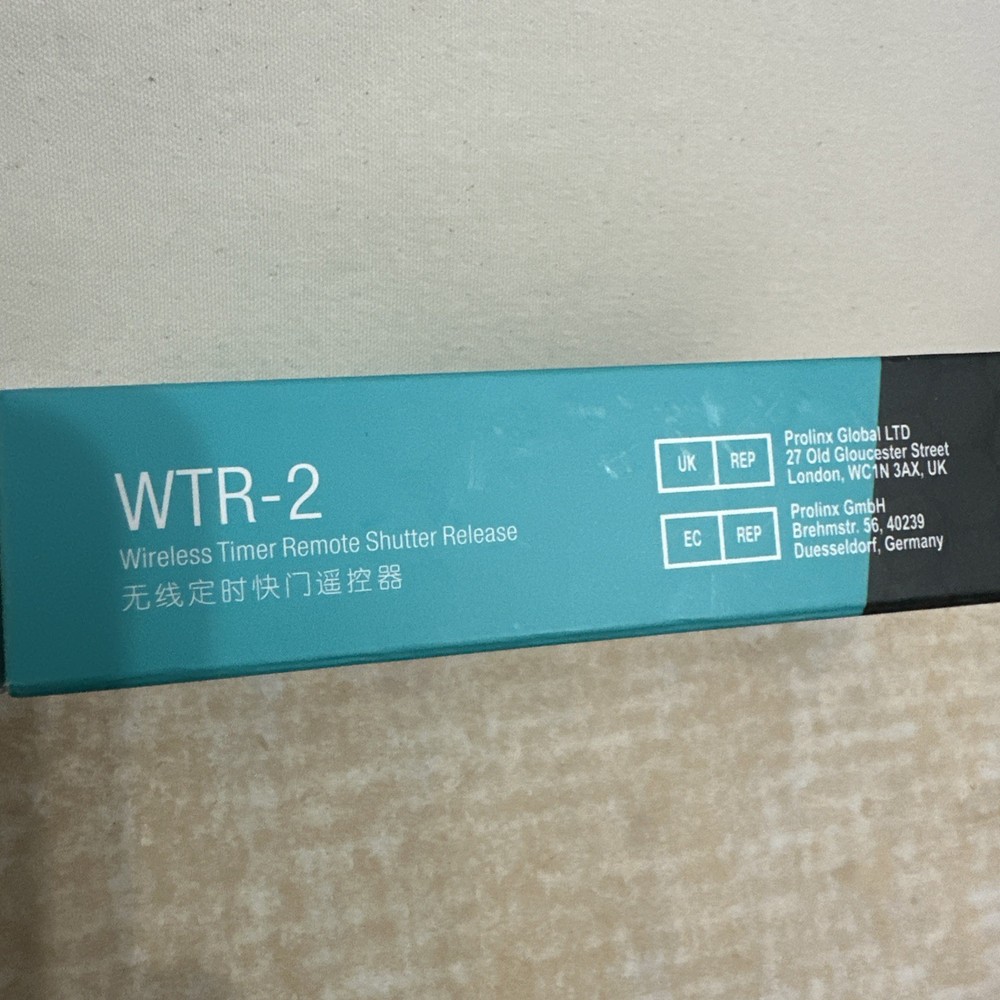 WTR-2
Wireless Timer Remote Shutter Release
无线定时快门遥控器
UK REP
Prolinx Global LTD
27 Old Gloucester Street
London, WC1N 3AX, UK
EC REP
Prolinx GmbH
Brehmstr. 56, 40239
Duesseldorf, Germany